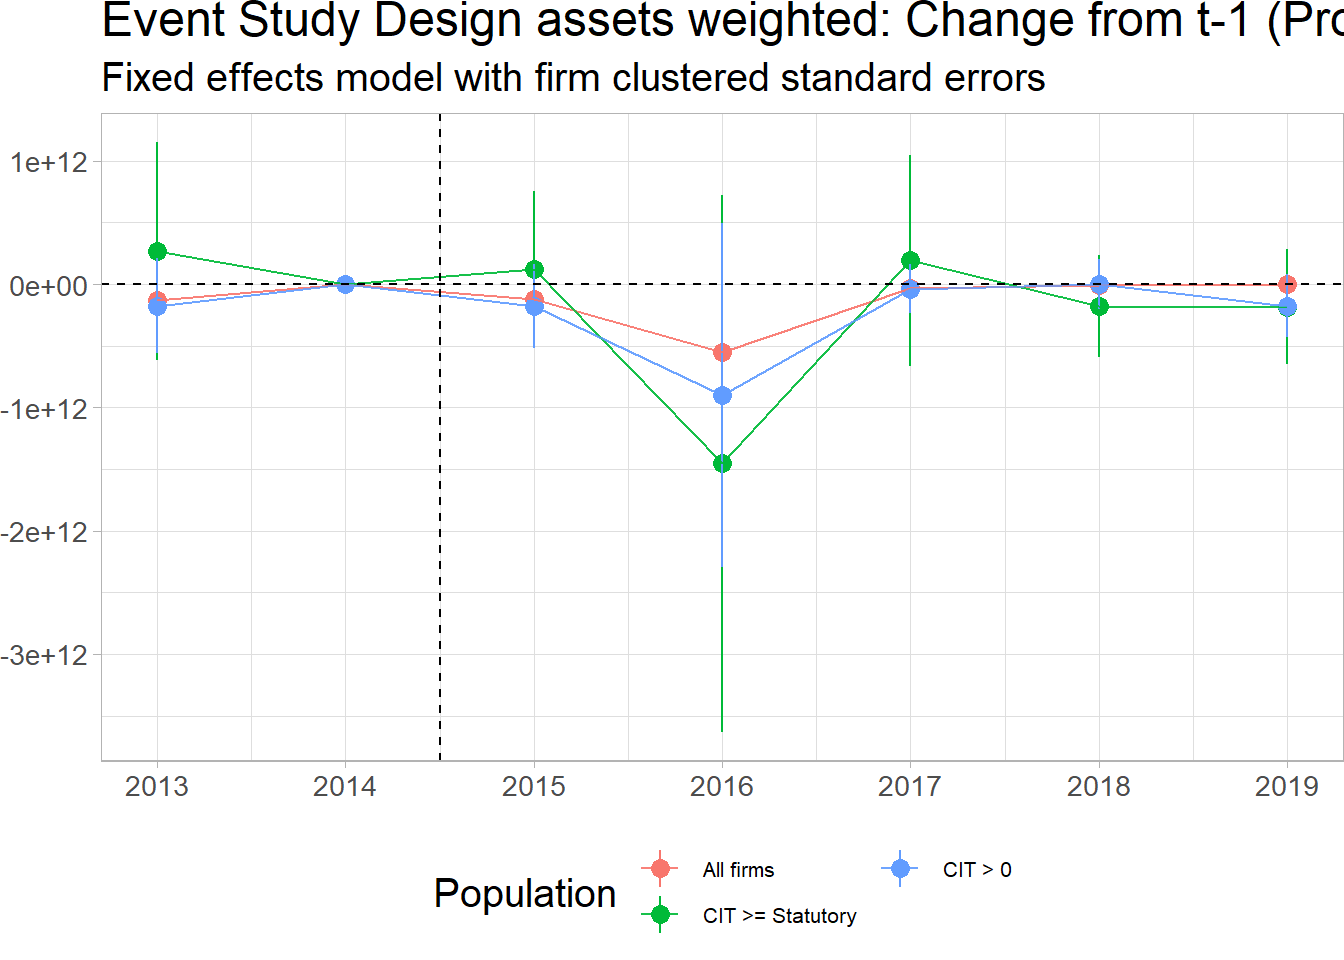 Event Study Design assets weighted: Change from t-1 (Pro
Fixed effects model with firm clustered standard errors
1e+12
0e+00
-1e+12
-2e+12
-3e+12
2013 2014 2015 2016 2017 2018 2019
Population
All firms
CIT >= Statutory
CIT > 0